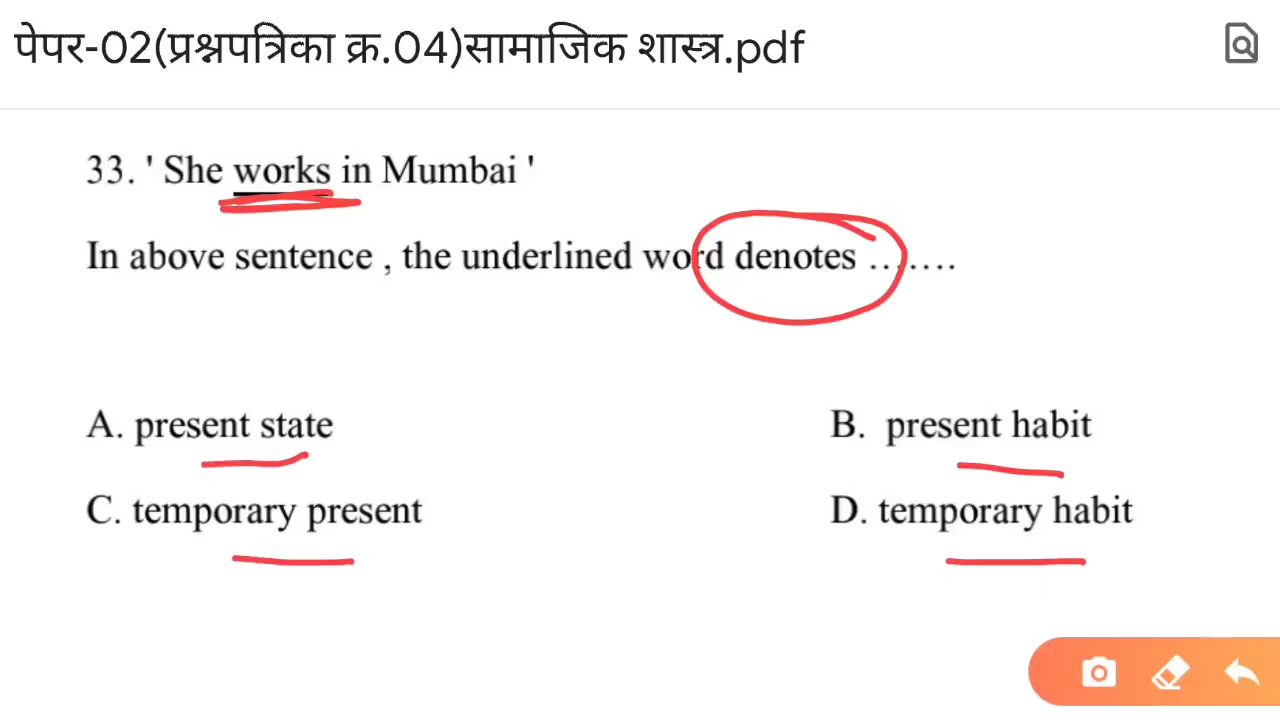 पेपर-02(प्रश्नपत्रिका क्र.04)सामाजिक शास्त्र.pdf
33. ' She works in Mumbai '
In above sentence , the underlined word denotes ........
A. present state B. present habit
C. temporary present D. temporary habit